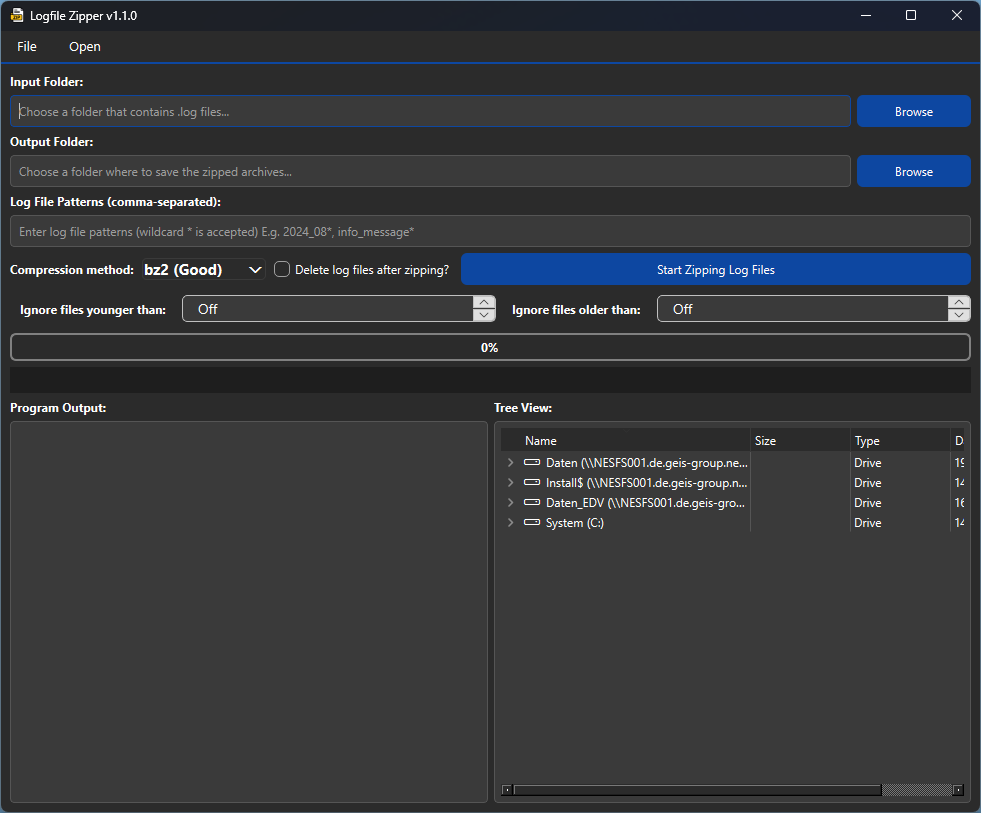 Logfile Zipper v1.1.0
File Open
Input Folder:
Choose a folder that contains .log files...
Browse
Output Folder:
Choose a folder where to save the zipped archives...
Browse
Log File Patterns (comma-separated):
Enter log file patterns (wildcard * is accepted) E.g. 2024_08*, info_message*
Compression method: bz2 (Good) Delete log files after zipping? Start Zipping Log Files
Ignore files younger than: Off Ignore files older than: Off
0%
Program Output: Tree View:
Name Size Type D
Daten (\\NESFS001.de.geis-group.ne... Drive 19
Install$ (\\NESFS001.de.geis-group.n... Drive 14
Daten_EDV (\\NESFS001.de.geis-gro... Drive 16
System (C:) Drive 14